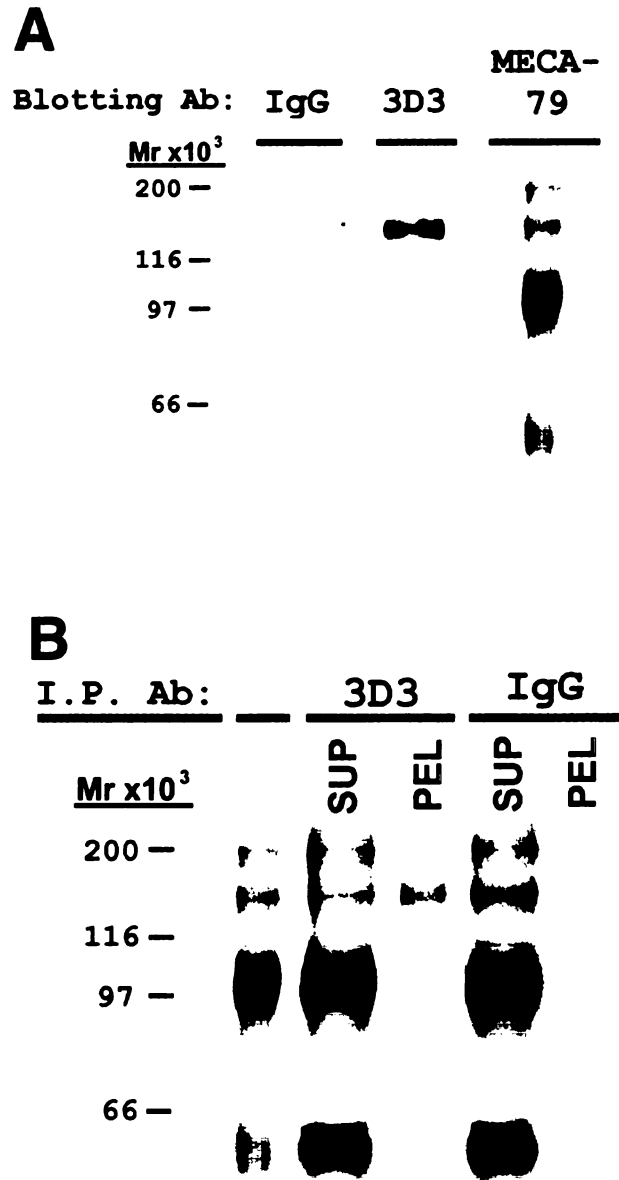 A
MECA-
Blotting Ab: IgG 3D3 79
Mr x10³
200
116
97
66
B
I.P. Ab: 3D3 IgG
SUP PEL SUP PEL
Mr x10³
200
116
97
66